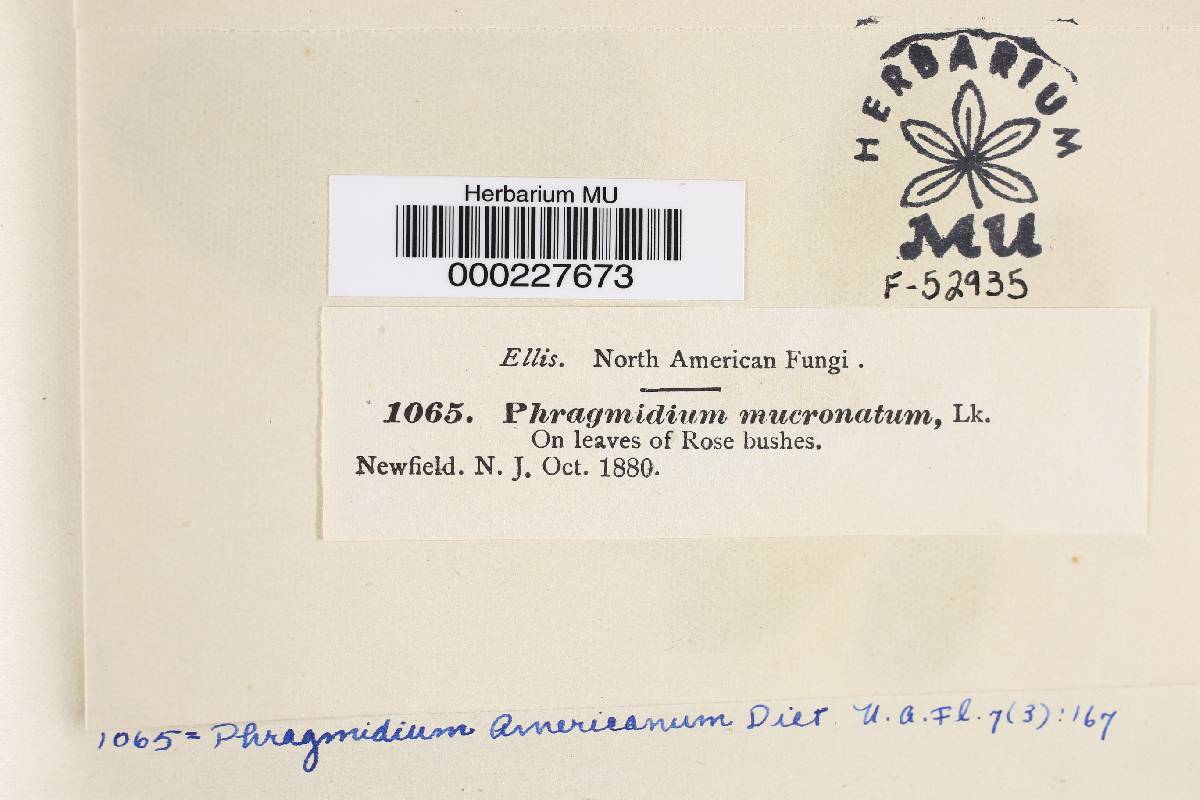 HERBARIUM
MU
F-52935
Herbarium MU
000227673
Ellis. North American Fungi .
1065. Phragmidium mucronatum, Lk.
On leaves of Rose bushes.
Newfield. N. J. Oct. 1880.
1065= Phragmidium Americanum Diet. N. A. Fl. 7(3):167